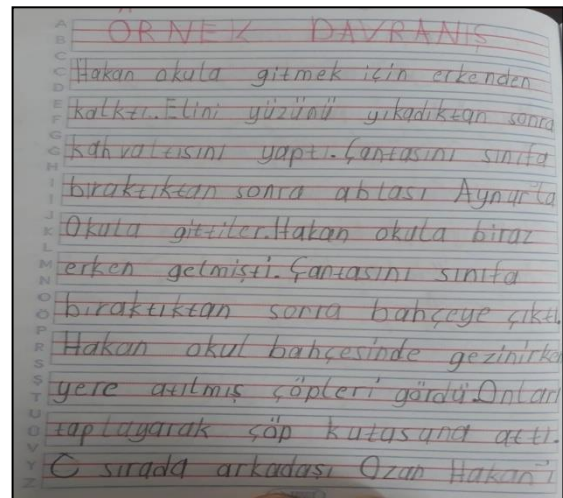 ÖRNEK DAVRANIŞ
Hakan okula gitmek için erkenden
kalktı. Elini yüzünü yıkadıktan sonra
kahvaltısını yaptı. Çantasını sınıfa
bıraktıktan sonra ablası Aynur'la
Okula gittiler. Hakan okula biraz
erken gelmişti. Çantasını sınıfa
bıraktıktan sonra bahçeye çıktı.
Hakan okul bahçesinde gezinirke
yere atılmış çöpleri gördü. Onları
toplayarak çöp kutusuna attı.
O sırada arkadaşı Ozan Hakan'ı